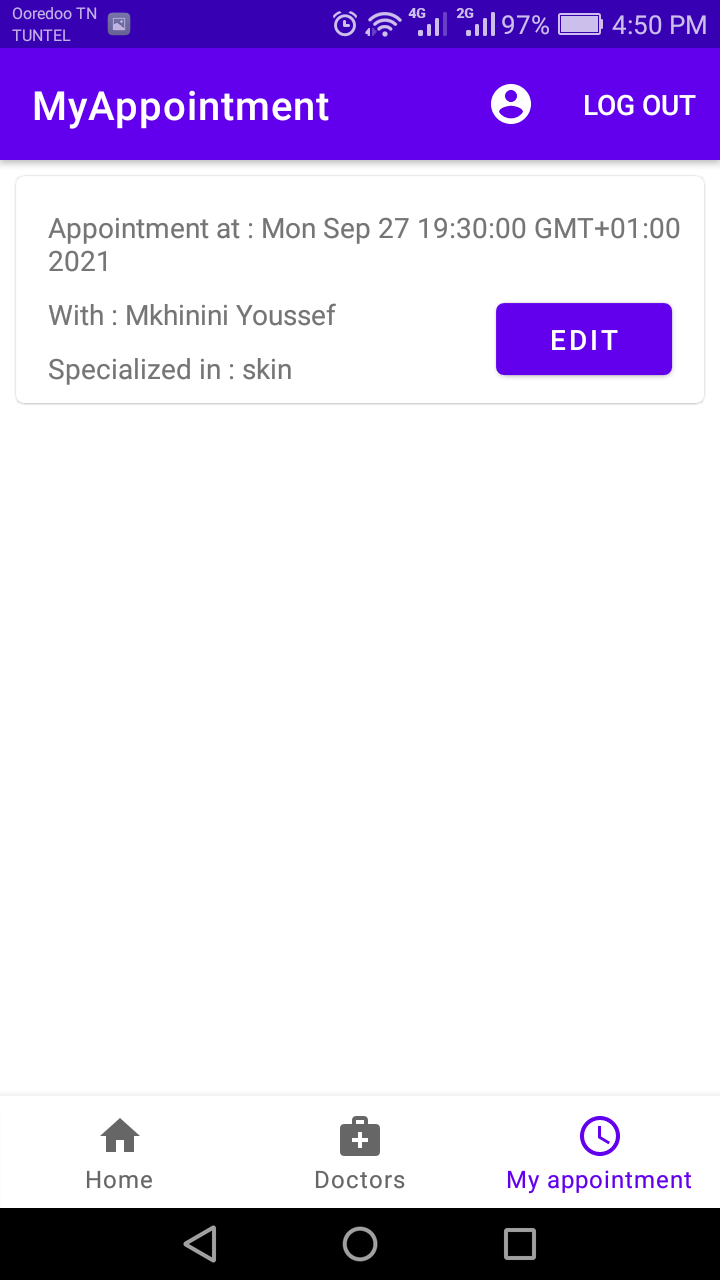 Ooredoo TN
TUNTEL
4G
2G
97%
4:50 PM
MyAppointment
LOG OUT
Appointment at : Mon Sep 27 19:30:00 GMT+01:00
2021
With : Mkhinini Youssef
EDIT
Specialized in : skin
Home
Doctors
My appointment